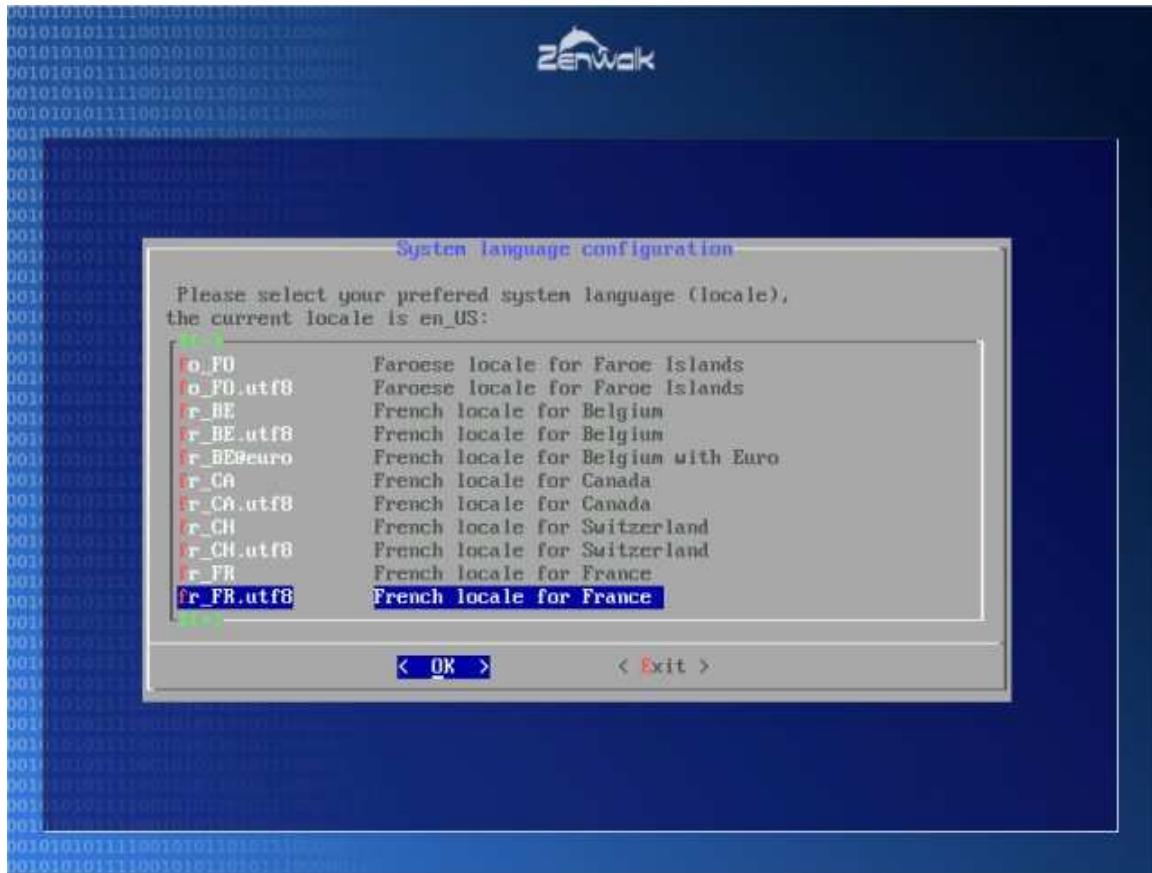 Zenwalk
System language configuration
Please select your prefered system language (locale),
the current locale is en_US:
fo_FO Faroese locale for Faroe Islands
fo_FO.utf8 Faroese locale for Faroe Islands
fr_BE French locale for Belgium
fr_BE.utf8 French locale for Belgium
fr_BE@euro French locale for Belgium with Euro
fr_CA French locale for Canada
fr_CA.utf8 French locale for Canada
fr_CH French locale for Switzerland
fr_CH.utf8 French locale for Switzerland
fr_FR French locale for France
fr_FR.utf8 French locale for France
< OK > < Exit >